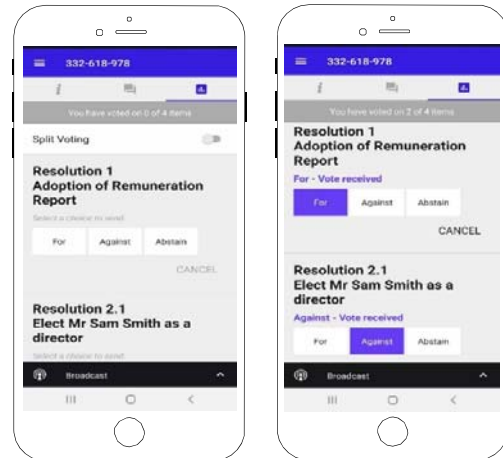 332-618-978
i
You have voted on 0 of 4 items
Split Voting
Resolution 1
Adoption of Remuneration
Report
Select a choice to send
For Against Abstain
CANCEL
Resolution 2.1
Elect Mr Sam Smith as a
director
Select a choice to send
Broadcast
332-618-978
i
You have voted on 2 of 4 items
Resolution 1
Adoption of Remuneration
Report
For - Vote received
For Against Abstain
CANCEL
Resolution 2.1
Elect Mr Sam Smith as a
director
Against - Vote received
For Against Abstain
Broadcast